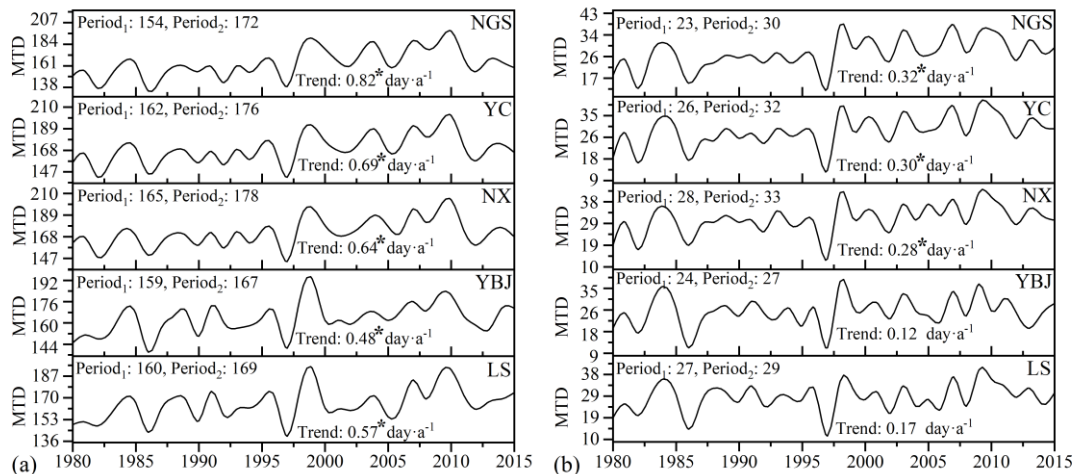 207
184
161
138
MTD
Period₁: 154, Period₂: 172
NGS
Trend: 0.82* day·a⁻¹
210
189
168
147
MTD
Period₁: 162, Period₂: 176
YC
Trend: 0.69* day·a⁻¹
210
189
168
147
MTD
Period₁: 165, Period₂: 178
NX
Trend: 0.64* day·a⁻¹
192
176
160
144
MTD
Period₁: 159, Period₂: 167
YBJ
Trend: 0.48* day·a⁻¹
187
170
153
136
MTD
Period₁: 160, Period₂: 169
LS
Trend: 0.57* day·a⁻¹
(a) 1980 1985 1990 1995 2000 2005 2010 2015
43
34
26
17
MTD
Period₁: 23, Period₂: 30
NGS
Trend: 0.32* day·a⁻¹
35
26
18
9
MTD
Period₁: 26, Period₂: 32
YC
Trend: 0.30* day·a⁻¹
38
29
19
10
MTD
Period₁: 28, Period₂: 33
NX
Trend: 0.28* day·a⁻¹
35
26
18
9
MTD
Period₁: 24, Period₂: 27
YBJ
Trend: 0.12 day·a⁻¹
38
29
19
10
MTD
Period₁: 27, Period₂: 29
LS
Trend: 0.17 day·a⁻¹
(b) 1980 1985 1990 1995 2000 2005 2010 2015